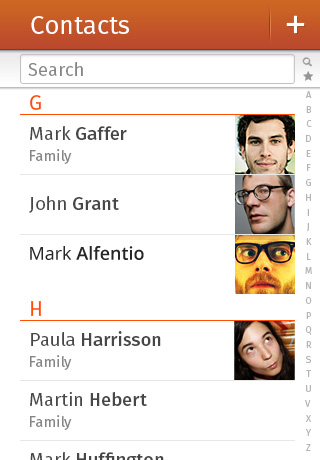 Contacts +
Search
G
Mark Gaffer
Family
John Grant
Mark Alfentio
H
Paula Harrisson
Family
Martin Hebert
Family
Mark Huffington
A
B
C
D
E
F
G
H
I
J
K
L
M
N
O
P
Q
R
S
T
U
V
X
Y
Z